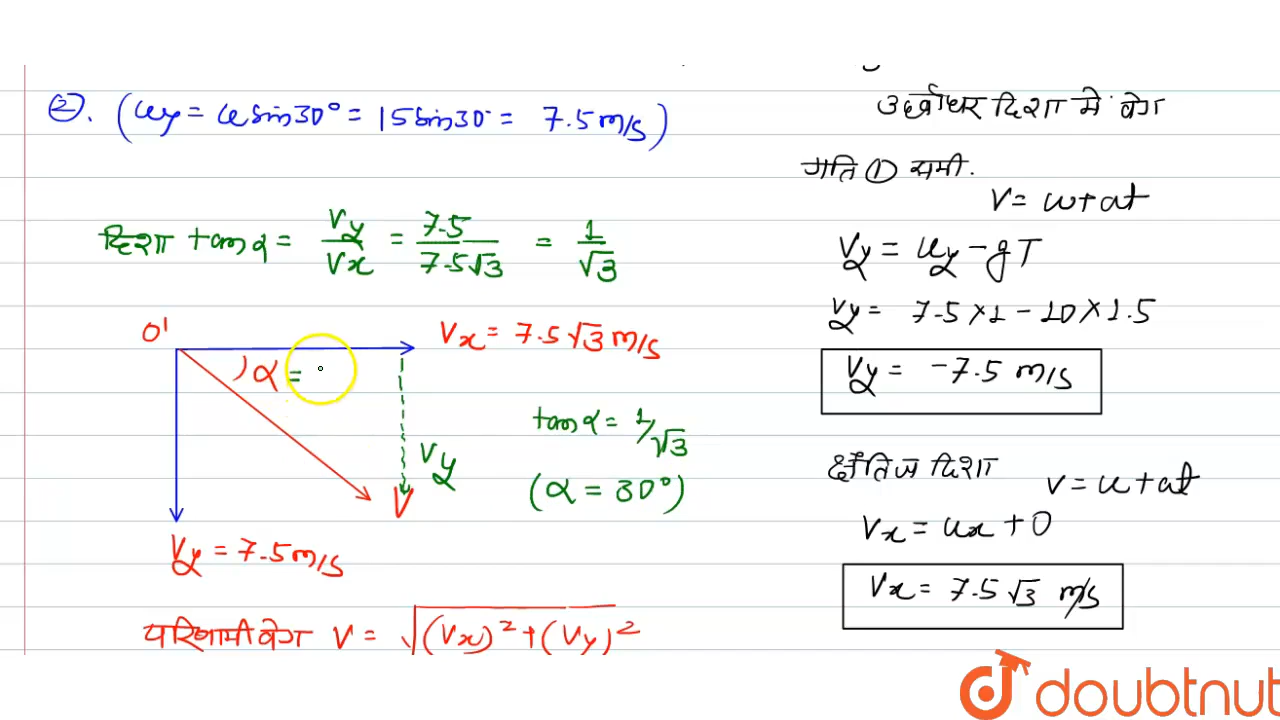 ②. (uy = u sin30° = 15 sin30° = 7.5 m/s)
दिशा tanα = Vy/Vx = 7.5/7.5√3 = 1/√3
O'
Vx = 7.5√3 m/s
α =
Vy
V
tanα = 1/√3
(α = 30°)
Vy = 7.5 m/s
परिणामी वेग V = √(Vx)² + (Vy)²
उर्ध्वाधर दिशा में वेग
गति ① समी.
V = u + at
Vy = uy - gT
Vy = 7.5 × 1 - 10 × 1.5
Vy = -7.5 m/s
क्षैतिज दिशा
V = u + at
Vx = ux + 0
Vx = 7.5√3 m/s
doubtnut